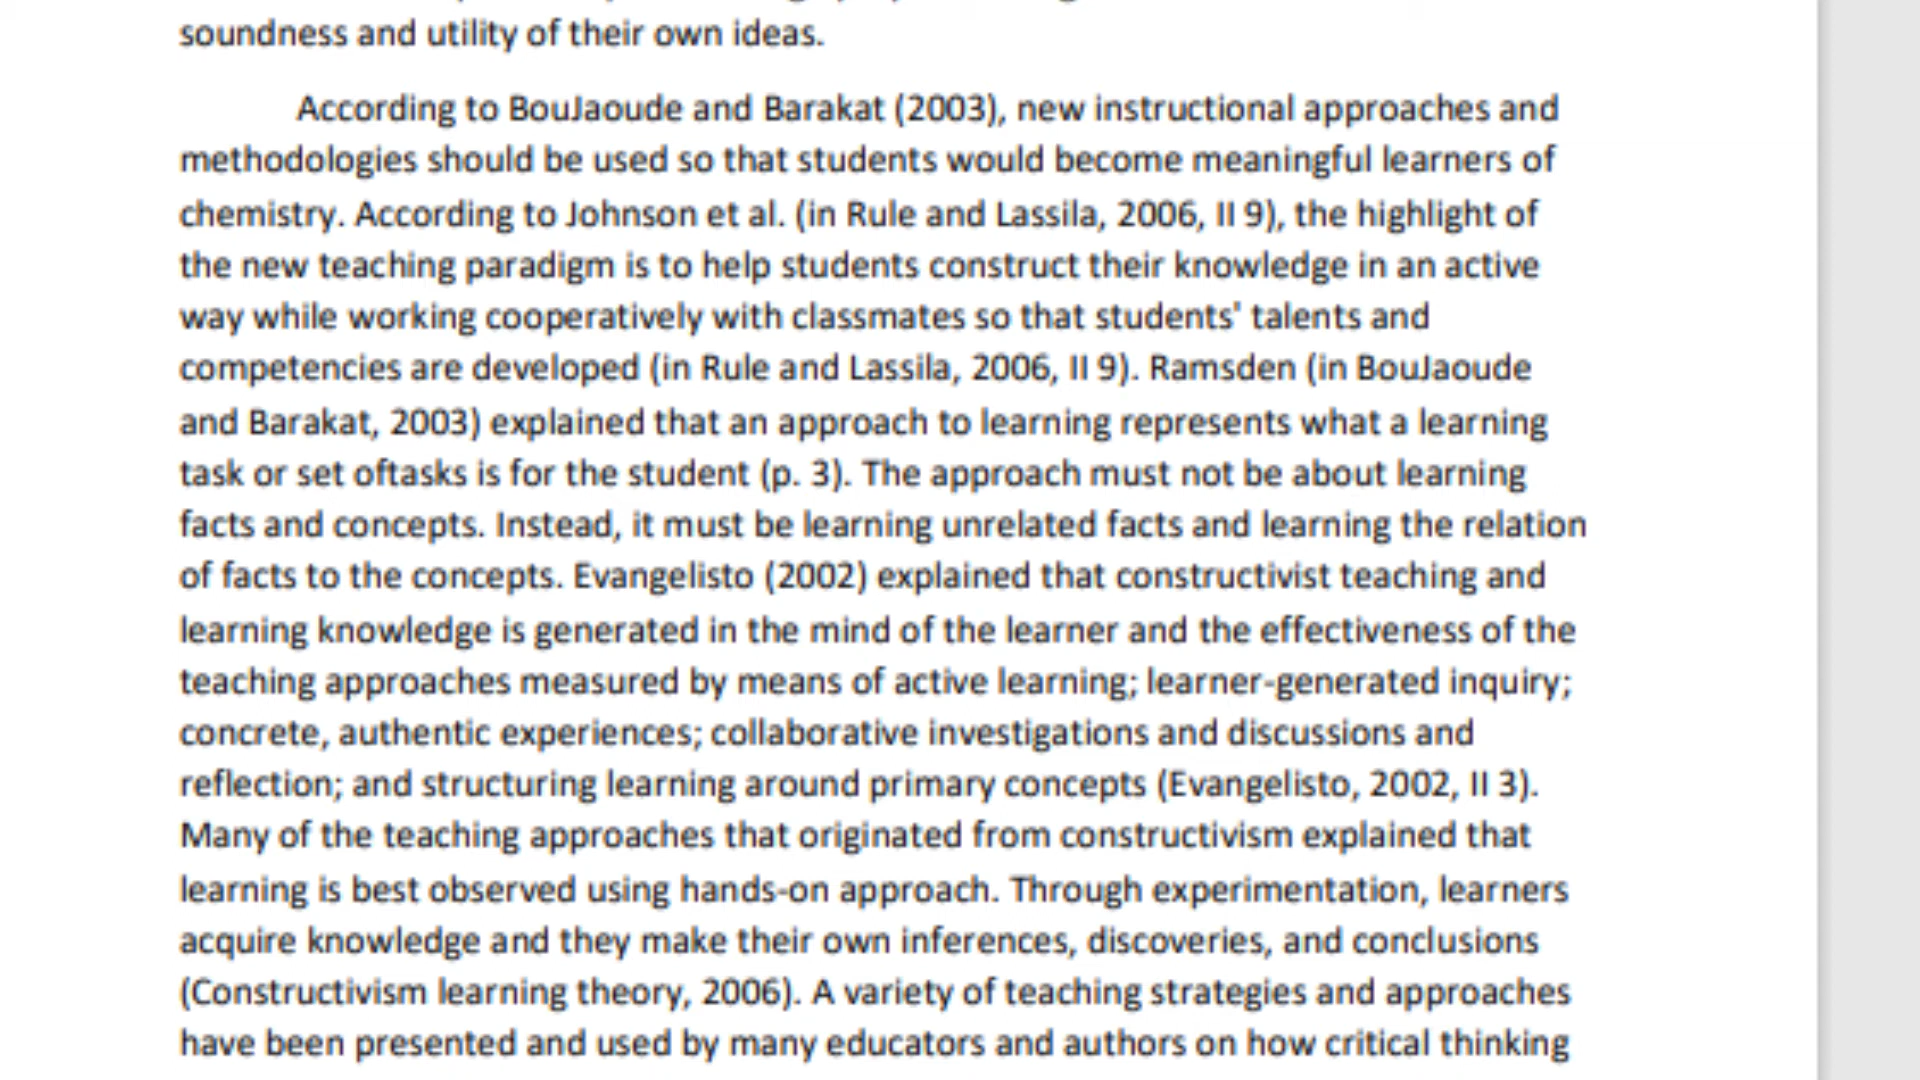 soundness and utility of their own ideas.
According to BouJaoude and Barakat (2003), new instructional approaches and
methodologies should be used so that students would become meaningful learners of
chemistry. According to Johnson et al. (in Rule and Lassila, 2006, II 9), the highlight of
the new teaching paradigm is to help students construct their knowledge in an active
way while working cooperatively with classmates so that students' talents and
competencies are developed (in Rule and Lassila, 2006, II 9). Ramsden (in BouJaoude
and Barakat, 2003) explained that an approach to learning represents what a learning
task or set oftasks is for the student (p. 3). The approach must not be about learning
facts and concepts. Instead, it must be learning unrelated facts and learning the relation
of facts to the concepts. Evangelisto (2002) explained that constructivist teaching and
learning knowledge is generated in the mind of the learner and the effectiveness of the
teaching approaches measured by means of active learning; learner-generated inquiry;
concrete, authentic experiences; collaborative investigations and discussions and
reflection; and structuring learning around primary concepts (Evangelisto, 2002, II 3).
Many of the teaching approaches that originated from constructivism explained that
learning is best observed using hands-on approach. Through experimentation, learners
acquire knowledge and they make their own inferences, discoveries, and conclusions
(Constructivism learning theory, 2006). A variety of teaching strategies and approaches
have been presented and used by many educators and authors on how critical thinking